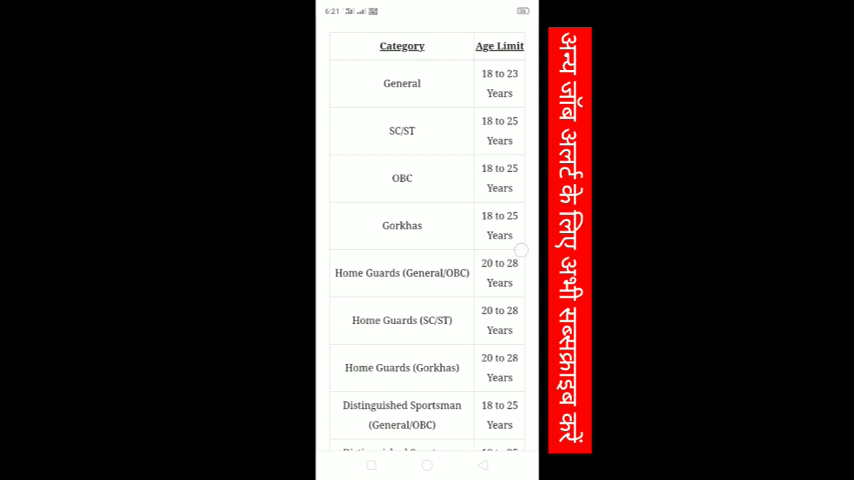 6:21
Category Age Limit
General 18 to 23 Years
SC/ST 18 to 25 Years
OBC 18 to 25 Years
Gorkhas 18 to 25 Years
Home Guards (General/OBC) 20 to 28 Years
Home Guards (SC/ST) 20 to 28 Years
Home Guards (Gorkhas) 20 to 28 Years
Distinguished Sportsman (General/OBC) 18 to 25 Years
अन्य जॉब अलर्ट के लिए अभी सब्सक्राइब करें